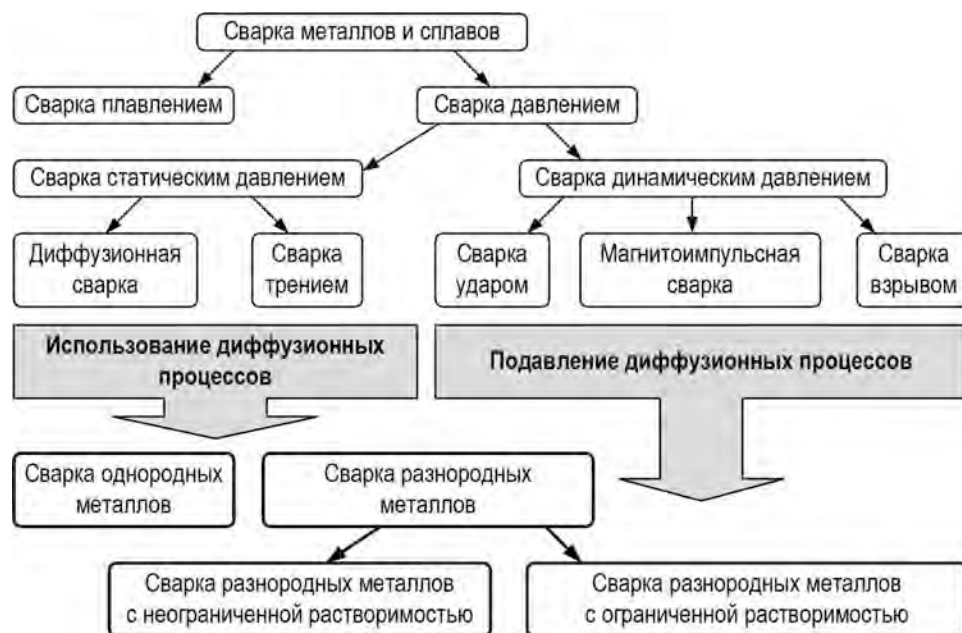 Сварка металлов и сплавов
Сварка плавлением
Сварка давлением
Сварка статическим давлением
Сварка динамическим давлением
Диффузионная
сварка
Сварка
трением
Сварка
ударом
Магнитоимпульсная
сварка
Сварка
взрывом
Использование диффузионных
процессов
Подавление диффузионных процессов
Сварка однородных
металлов
Сварка разнородных
металлов
Сварка разнородных металлов
с неограниченной растворимостью
Сварка разнородных металлов
с ограниченной растворимостью